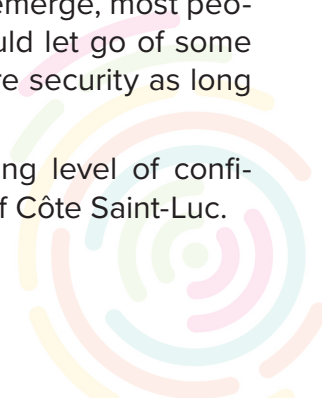 emerge, most peo-
uld let go of some
re security as long
ng level of confi-
f Côte Saint-Luc.